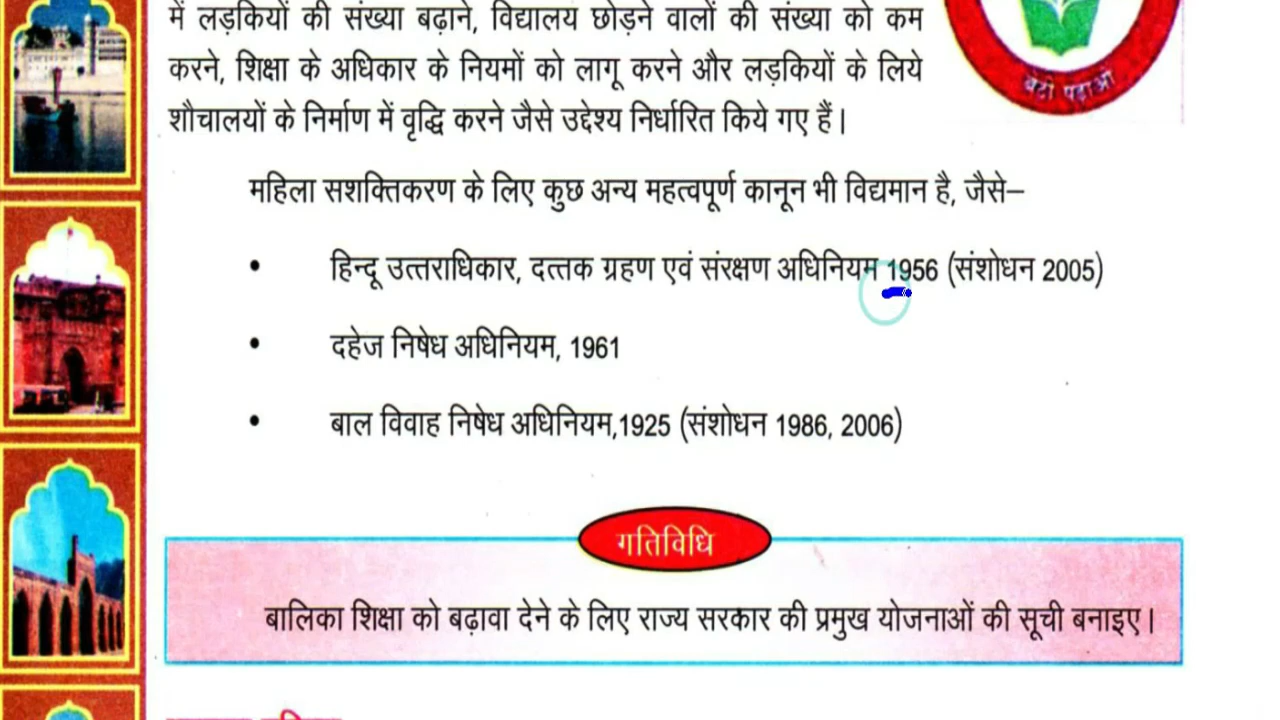 बेटी पढ़ाओ
में लड़कियों की संख्या बढ़ाने, विद्यालय छोड़ने वालों की संख्या को कम
करने, शिक्षा के अधिकार के नियमों को लागू करने और लड़कियों के लिये
शौचालयों के निर्माण में वृद्धि करने जैसे उद्देश्य निर्धारित किये गए हैं।
महिला सशक्तिकरण के लिए कुछ अन्य महत्वपूर्ण कानून भी विद्यमान है, जैसे–
• हिन्दू उत्तराधिकार, दत्तक ग्रहण एवं संरक्षण अधिनियम 1956 (संशोधन 2005)
• दहेज निषेध अधिनियम, 1961
• बाल विवाह निषेध अधिनियम,1925 (संशोधन 1986, 2006)
गतिविधि
बालिका शिक्षा को बढ़ावा देने के लिए राज्य सरकार की प्रमुख योजनाओं की सूची बनाइए।